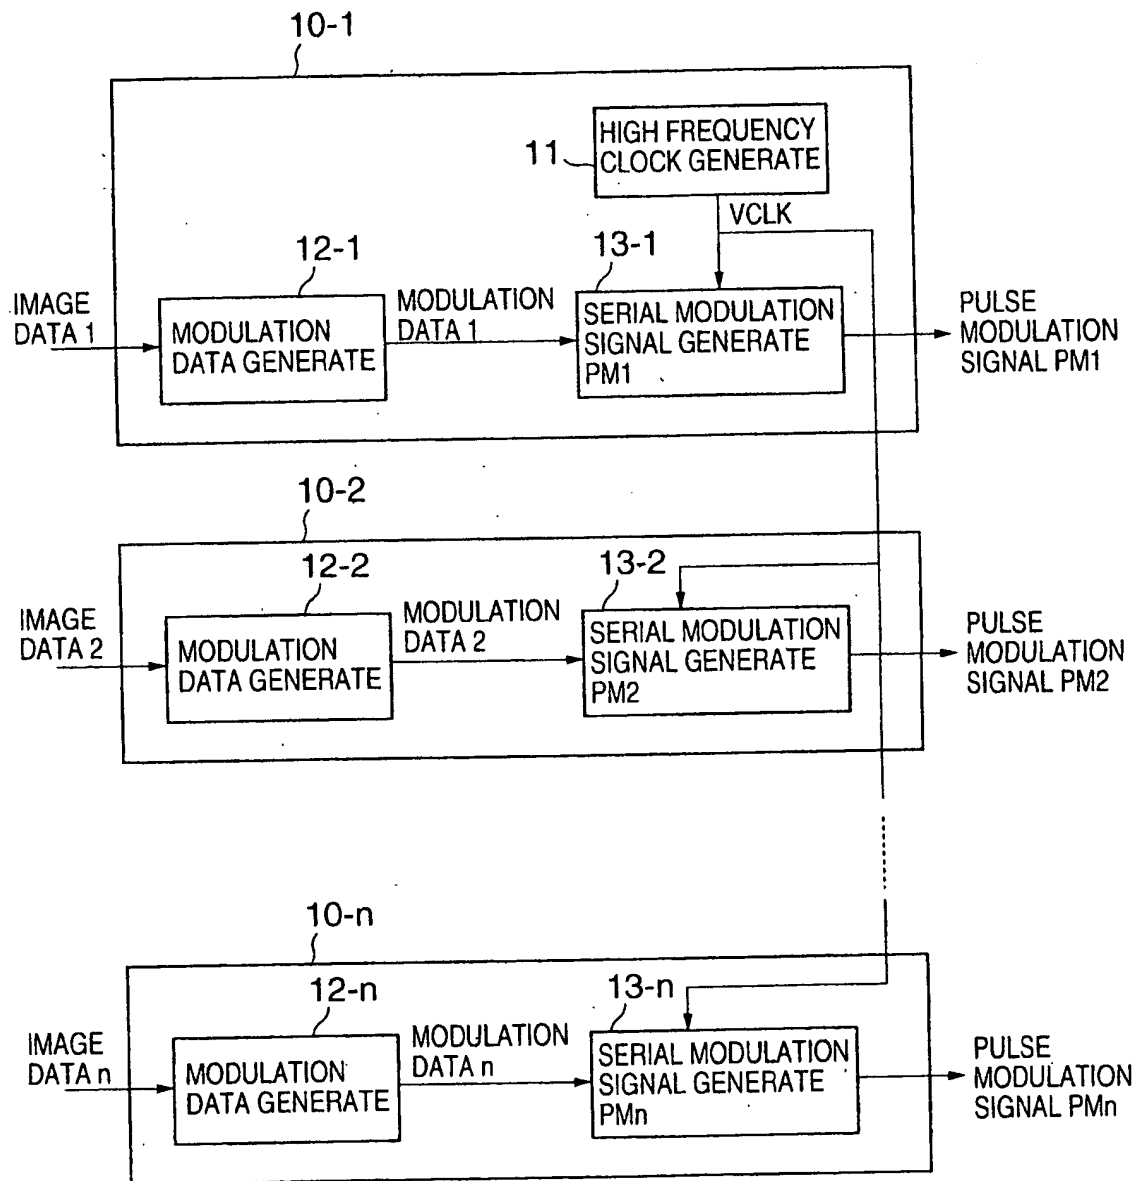 10-1
HIGH FREQUENCY
CLOCK GENERATE
11
VCLK
12-1
13-1
IMAGE
DATA 1
MODULATION
DATA GENERATE
MODULATION
DATA 1
SERIAL MODULATION
SIGNAL GENERATE
PM1
PULSE
MODULATION
SIGNAL PM1
10-2
12-2
13-2
IMAGE
DATA 2
MODULATION
DATA GENERATE
MODULATION
DATA 2
SERIAL MODULATION
SIGNAL GENERATE
PM2
PULSE
MODULATION
SIGNAL PM2
10-n
12-n
13-n
IMAGE
DATA n
MODULATION
DATA GENERATE
MODULATION
DATA n
SERIAL MODULATION
SIGNAL GENERATE
PMn
PULSE
MODULATION
SIGNAL PMn